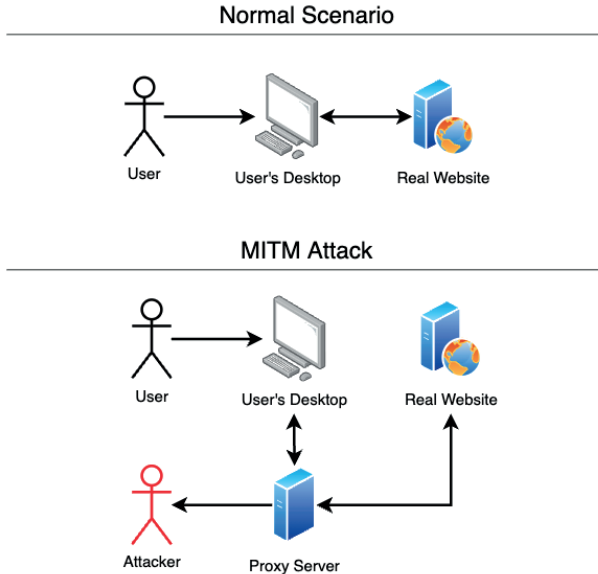 Normal Scenario
User
User's Desktop
Real Website
MITM Attack
User
User's Desktop
Real Website
Attacker
Proxy Server